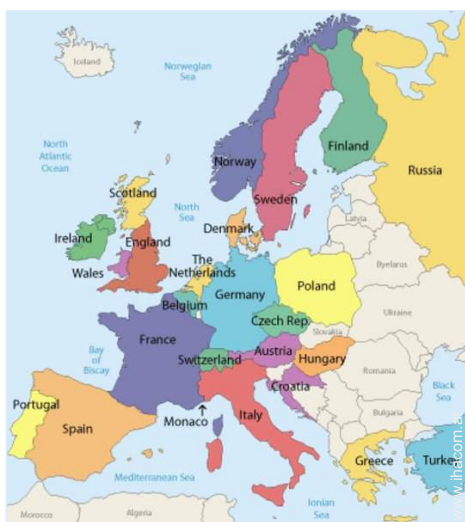 Iceland
Norwegian
Sea
North
Atlantic
Ocean
Norway
Finland
Russia
Sweden
Scotland
North
Sea
Denmark
Latvia
Ireland
England
Wales
The
Netherlands
Byelarus
Germany
Poland
Belgium
Ukraine
Czech Rep.
Slovakia
France
Austria
Hungary
Switzerland
Bay
of
Biscay
Romania
Croatia
Black
Sea
Monaco
Italy
Bulgaria
Portugal
Spain
Greece
Turke
Mediterranean Sea
Ionian
Sea
Morocco
Algeria
www.ihacom.a